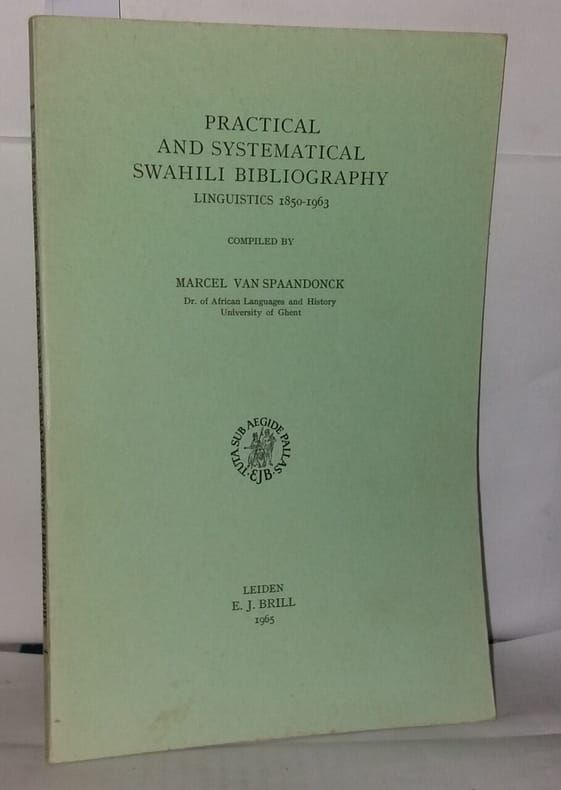 PRACTICAL
AND SYSTEMATICAL
SWAHILI BIBLIOGRAPHY
LINGUISTICS 1850-1963
COMPILED BY
MARCEL VAN SPAANDONCK
Dr. of African Languages and History
University of Ghent
TUTA SUB AEGIDE PALLAS
EJB
LEIDEN
E. J. BRILL
1965